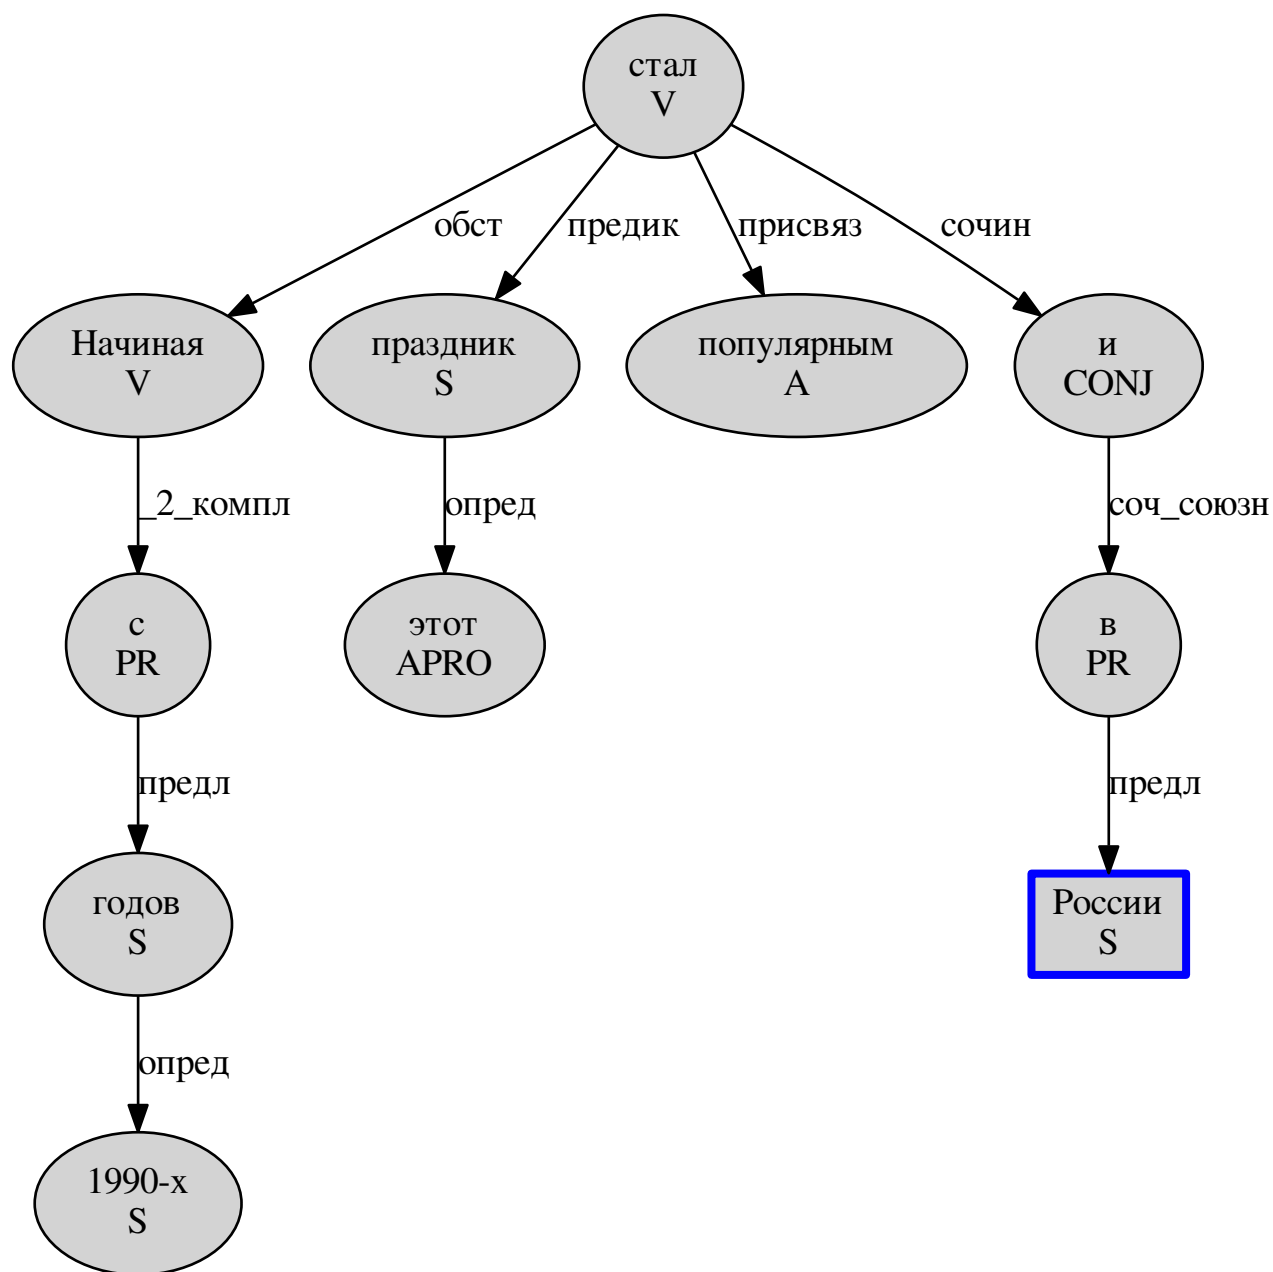 стал
V
обст
предик
присвяз
сочин
Начиная
V
праздник
S
популярным
A
и
CONJ
_2_компл
опред
соч_союзн
с
PR
этот
APRO
в
PR
предл
предл
годов
S
России
S
опред
1990-х
S